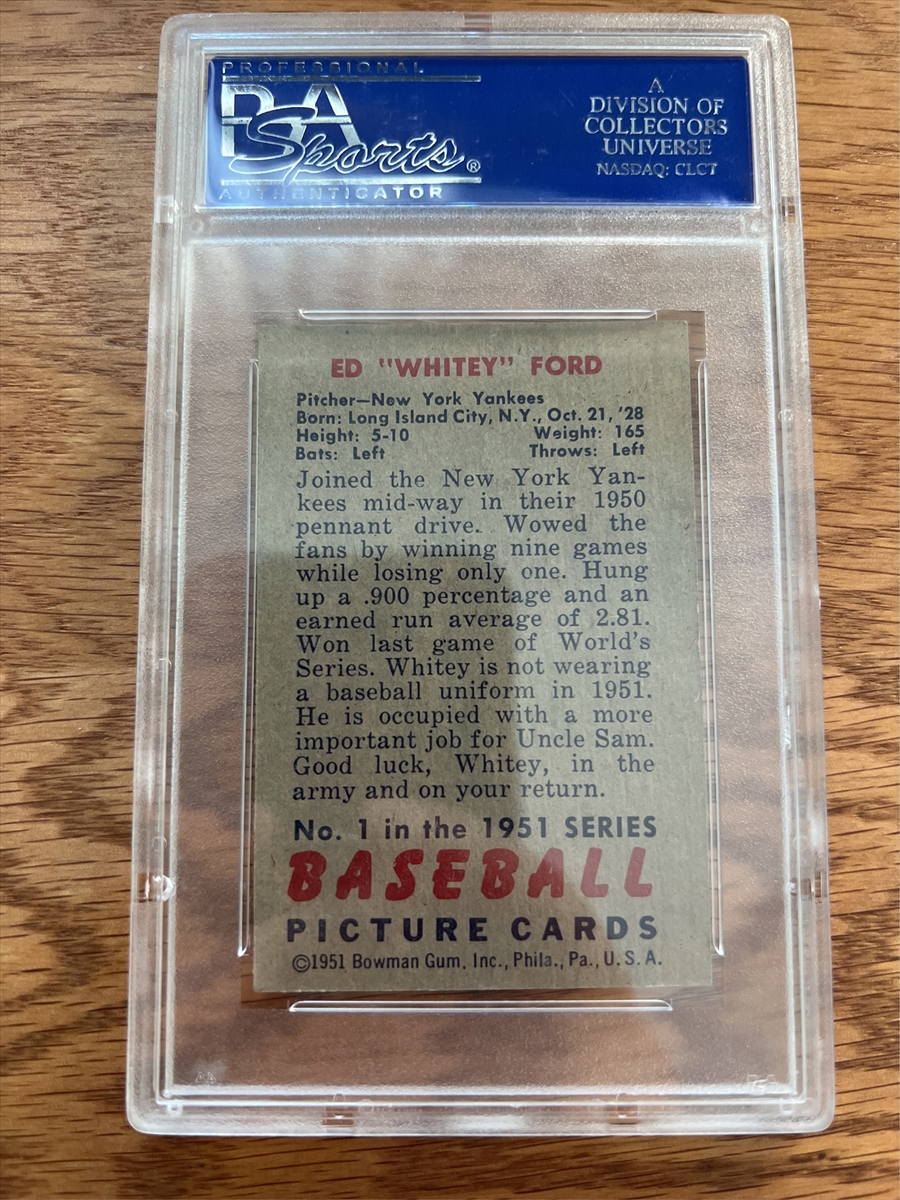 PROFESSIONAL
PSA
Sports®
AUTHENTICATOR
A
DIVISION OF
COLLECTORS
UNIVERSE
NASDAQ: CLCT
ED "WHITEY" FORD
Pitcher—New York Yankees
Born: Long Island City, N.Y., Oct. 21, '28
Height: 5-10 Weight: 165
Bats: Left Throws: Left
Joined the New York Yan-
kees mid-way in their 1950
pennant drive. Wowed the
fans by winning nine games
while losing only one. Hung
up a .900 percentage and an
earned run average of 2.81.
Won last game of World's
Series. Whitey is not wearing
a baseball uniform in 1951.
He is occupied with a more
important job for Uncle Sam.
Good luck, Whitey, in the
army and on your return.
No. 1 in the 1951 SERIES
BASEBALL
PICTURE CARDS
©1951 Bowman Gum, Inc., Phila., Pa., U.S.A.